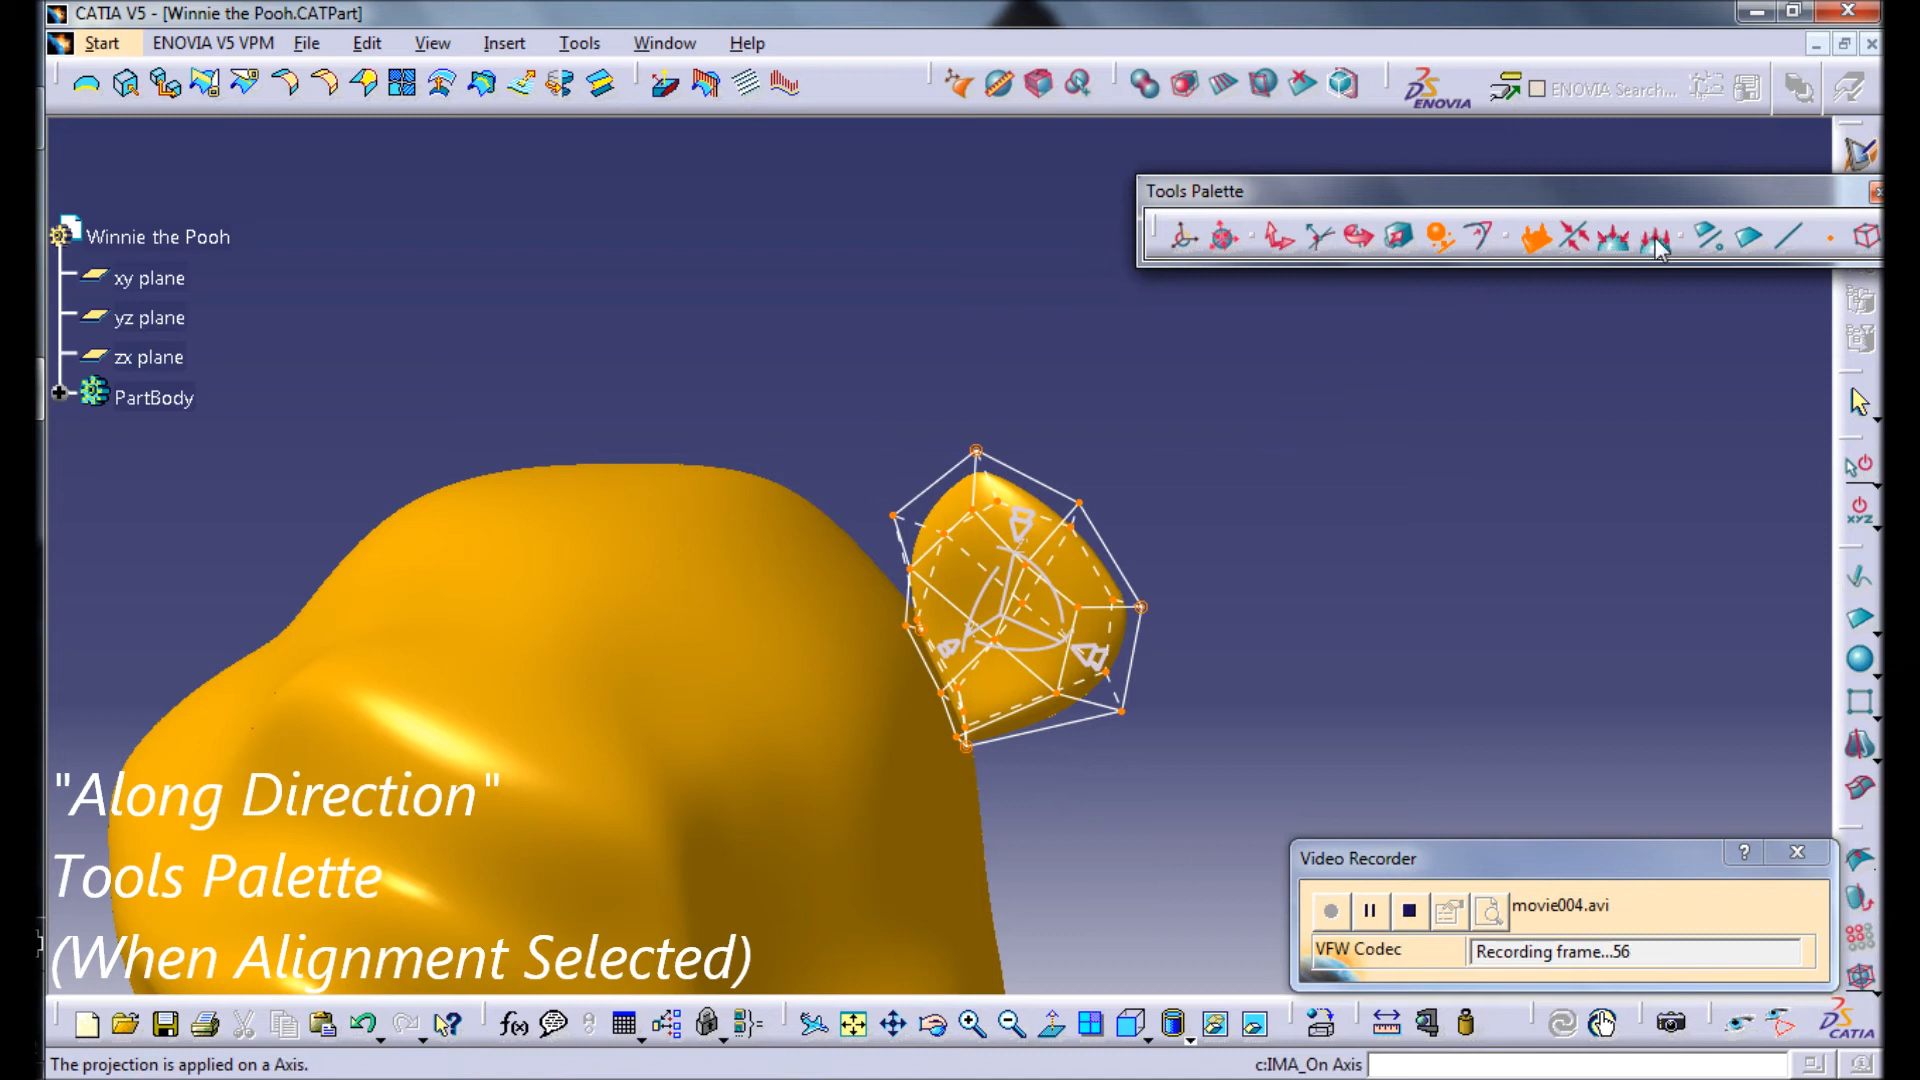 CATIA V5 - [Winnie the Pooh.CATPart]
Start ENOVIA V5 VPM File Edit View Insert Tools Window Help
ENOVIA
ENOVIA Search...
Tools Palette
Winnie the Pooh
xy plane
yz plane
zx plane
PartBody
XYZ
"Along Direction"
Tools Palette
(When Alignment Selected)
Video Recorder
?
movie004.avi
VFW Codec
Recording frame...56
f(x)
CATIA
The projection is applied on a Axis.
c:IMA_On Axis